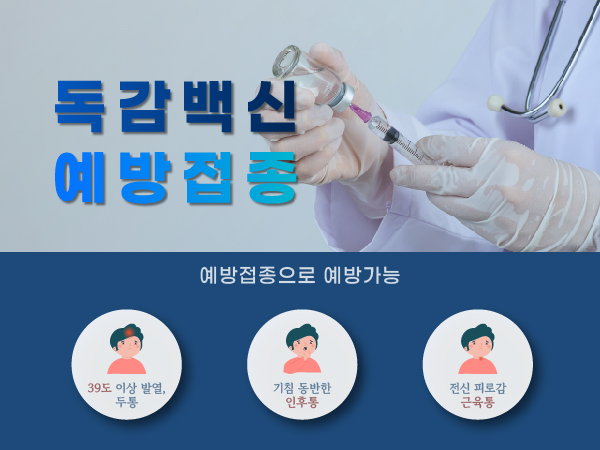 독감백신
예방접종
예방접종으로 예방가능
39도 이상 발열,
두통
기침 동반한
인후통
전신 피로감
근육통